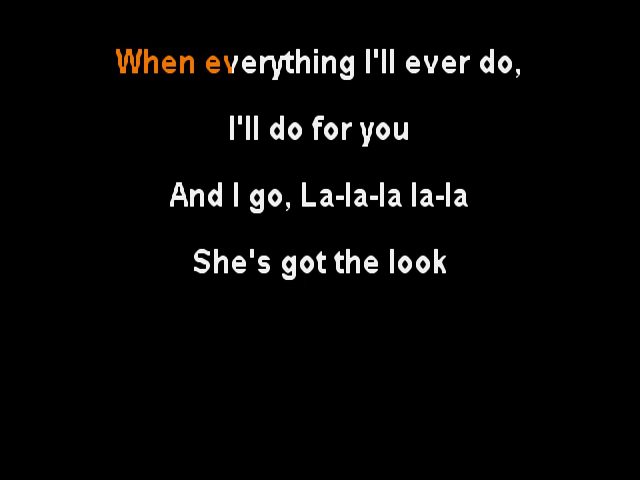 When everything I'll ever do,
I'll do for you
And I go, La-la-la la-la
She's got the look